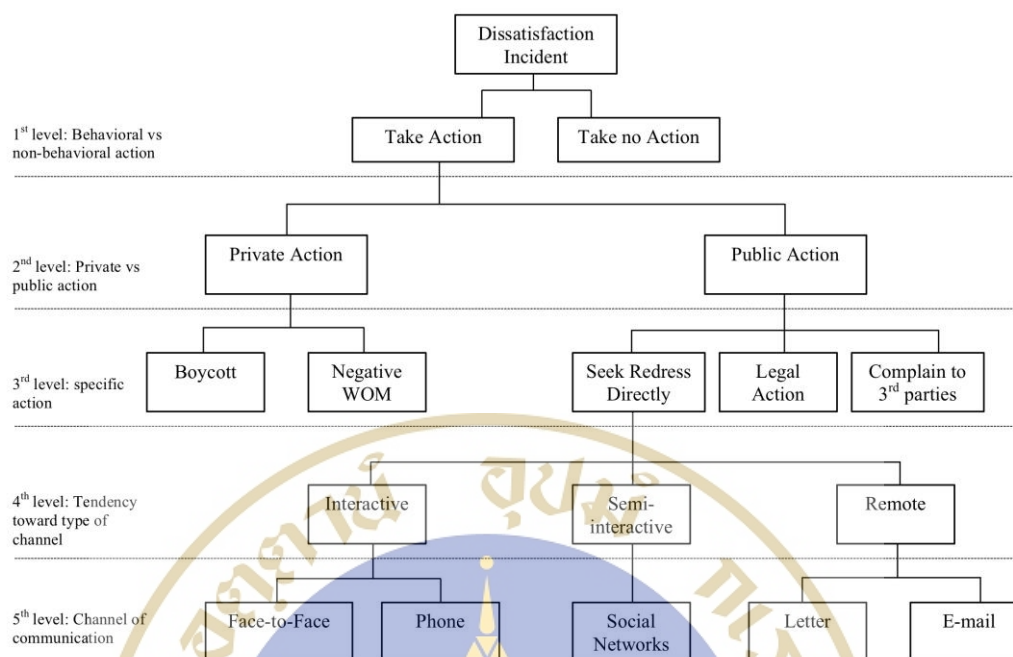 Dissatisfaction
Incident
1st level: Behavioral vs
non-behavioral action
Take Action
Take no Action
2nd level: Private vs
public action
Private Action
Public Action
3rd level: specific
action
Boycott
Negative
WOM
Seek Redress
Directly
Legal
Action
Complain to
3rd parties
4th level: Tendency
toward type of
channel
Interactive
Semi-
interactive
Remote
5th level: Channel of
communication
Face-to-Face
Phone
Social
Networks
Letter
E-mail